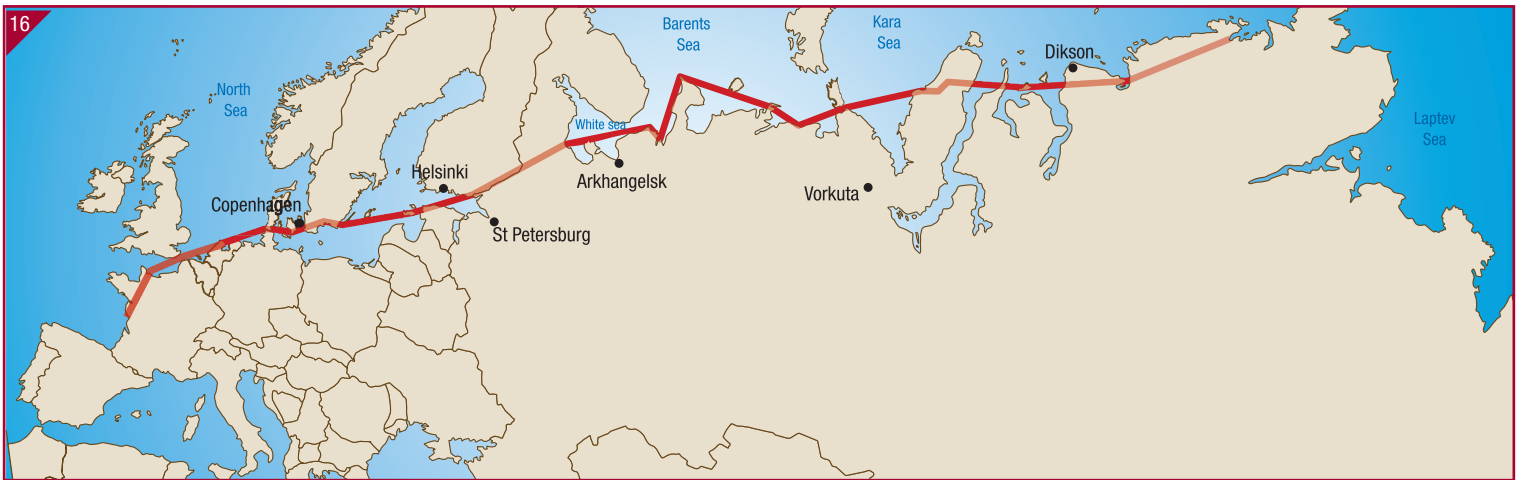 16
Barents
Sea
Kara
Sea
Dikson
North
Sea
White sea
Laptev
Sea
Helsinki
Arkhangelsk
Vorkuta
Copenhagen
St Petersburg